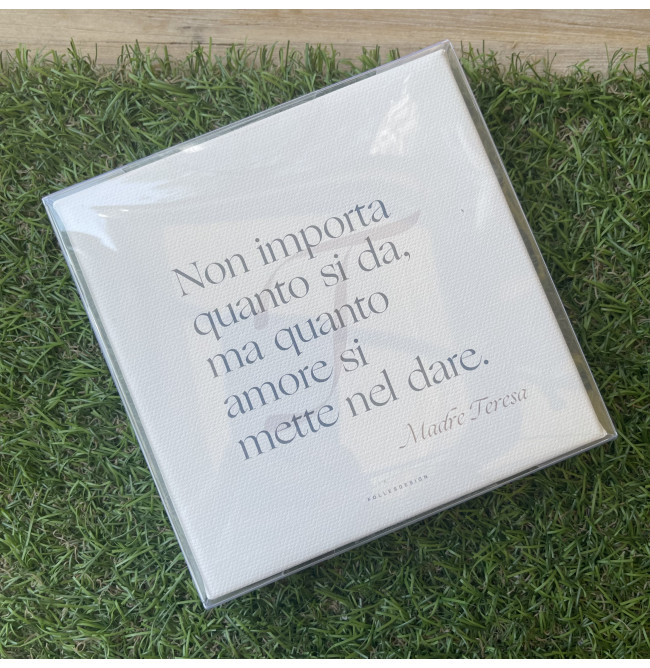 Non importa
quanto si da,
ma quanto
amore si
mette nel dare.
Madre Teresa